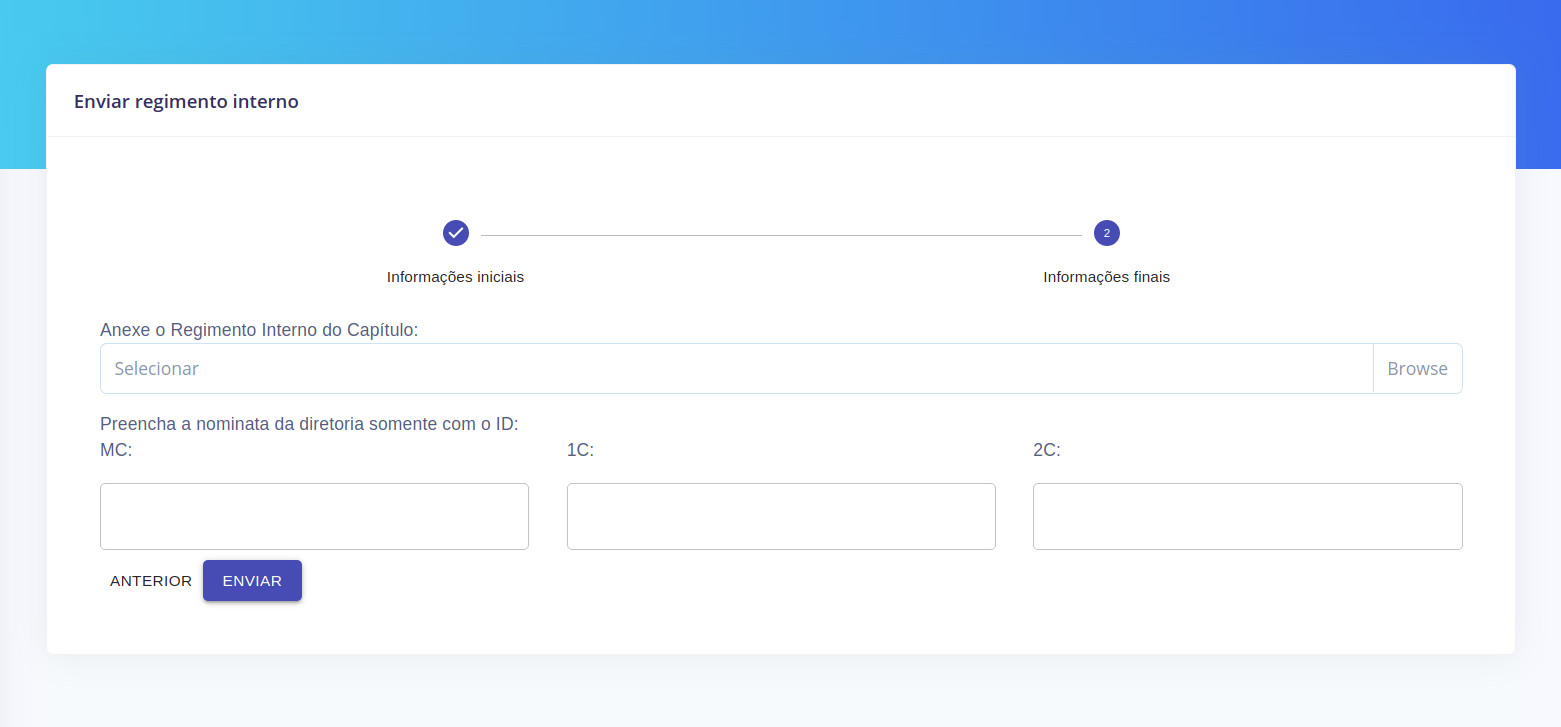 Enviar regimento interno
2
Informações iniciais Informações finais
Anexe o Regimento Interno do Capítulo:
Selecionar Browse
Preencha a nominata da diretoria somente com o ID:
MC: 1C: 2C:
ANTERIOR ENVIAR